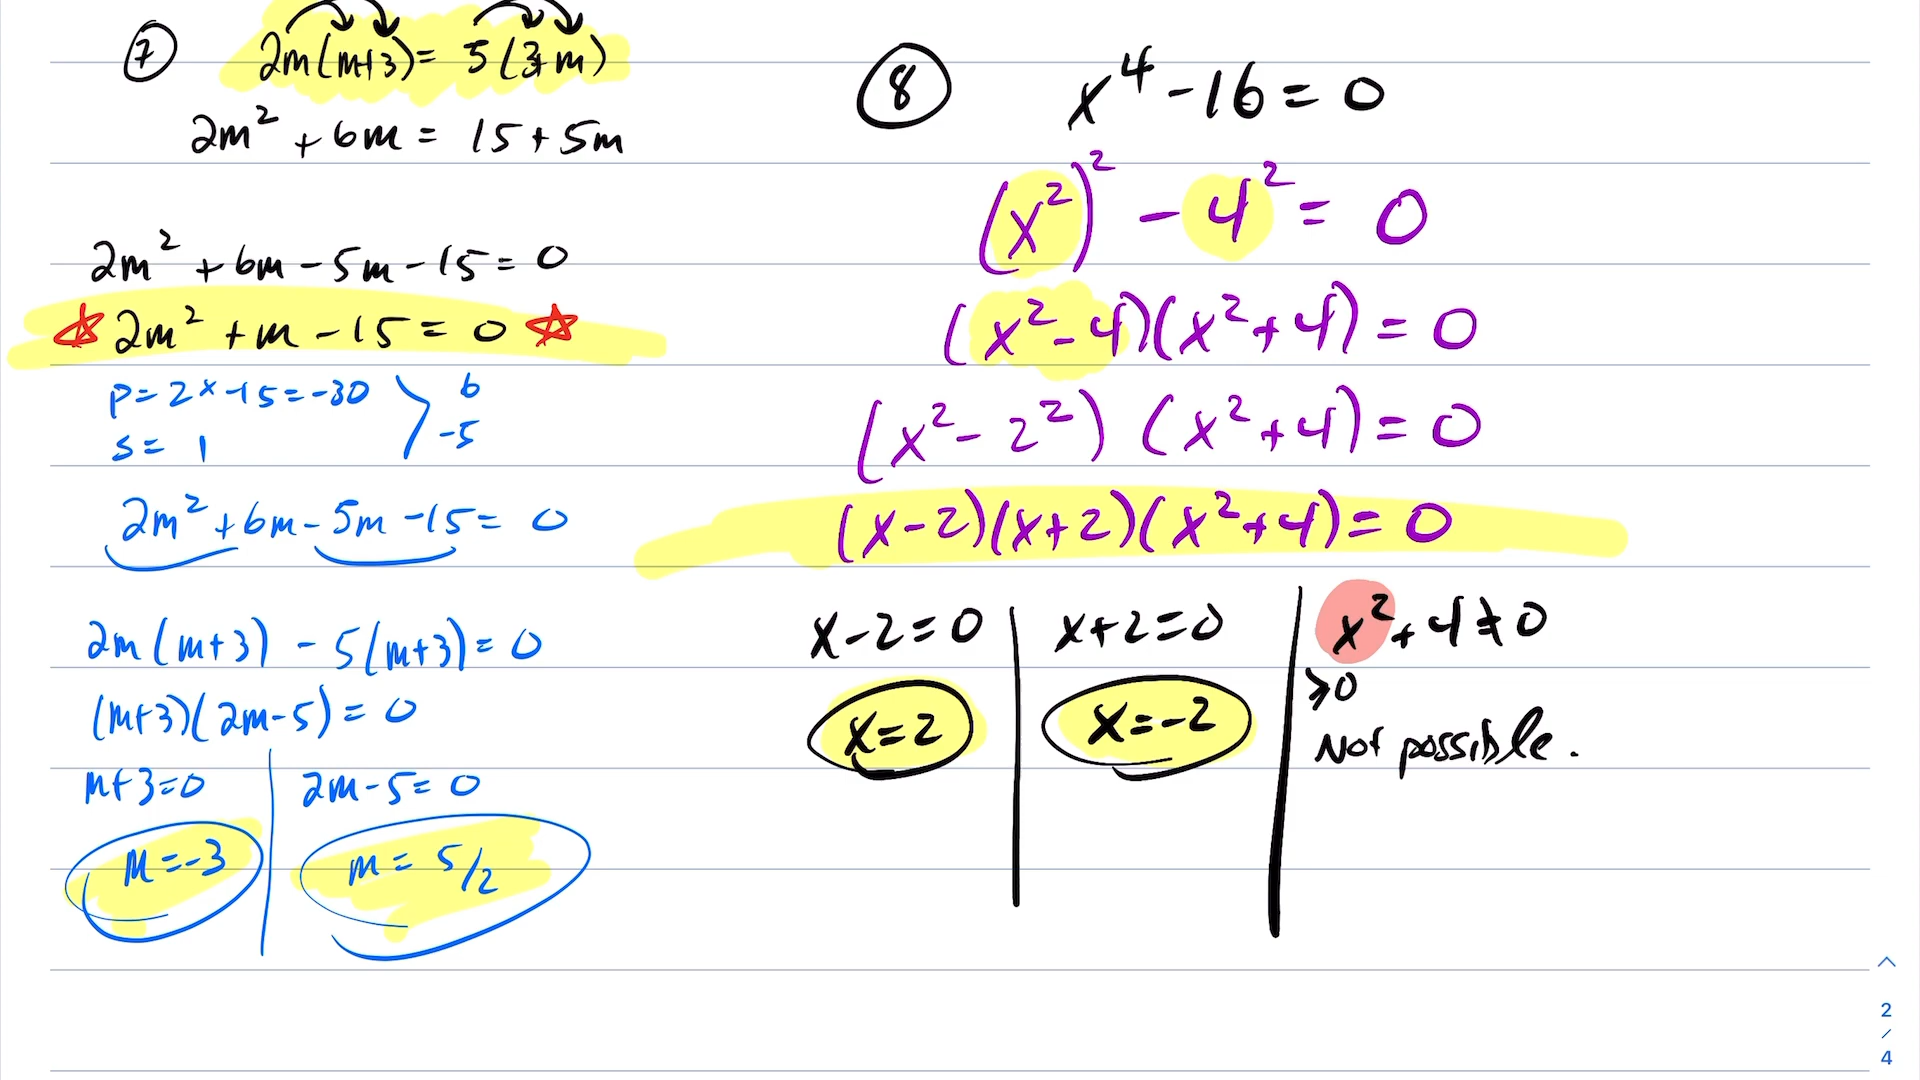 ⑦ 2m(m+3) = 5(3+m)
2m² + 6m = 15 + 5m
2m² + 6m - 5m - 15 = 0
☆ 2m² + m - 15 = 0 ☆
P = 2 × -15 = -30
6
S = 1
-5
2m² + 6m - 5m - 15 = 0
2m(m+3) - 5(m+3) = 0
(m+3)(2m-5) = 0
m+3=0
2m-5=0
m=-3
m = 5/2
⑧ x⁴ - 16 = 0
(x²)² - 4² = 0
(x² - 4)(x² + 4) = 0
(x² - 2²) (x² + 4) = 0
(x-2)(x+2)(x²+4) = 0
x-2=0
x=2
x+2=0
x=-2
x²+4≠0
≥0
Not possible.
2
/
4